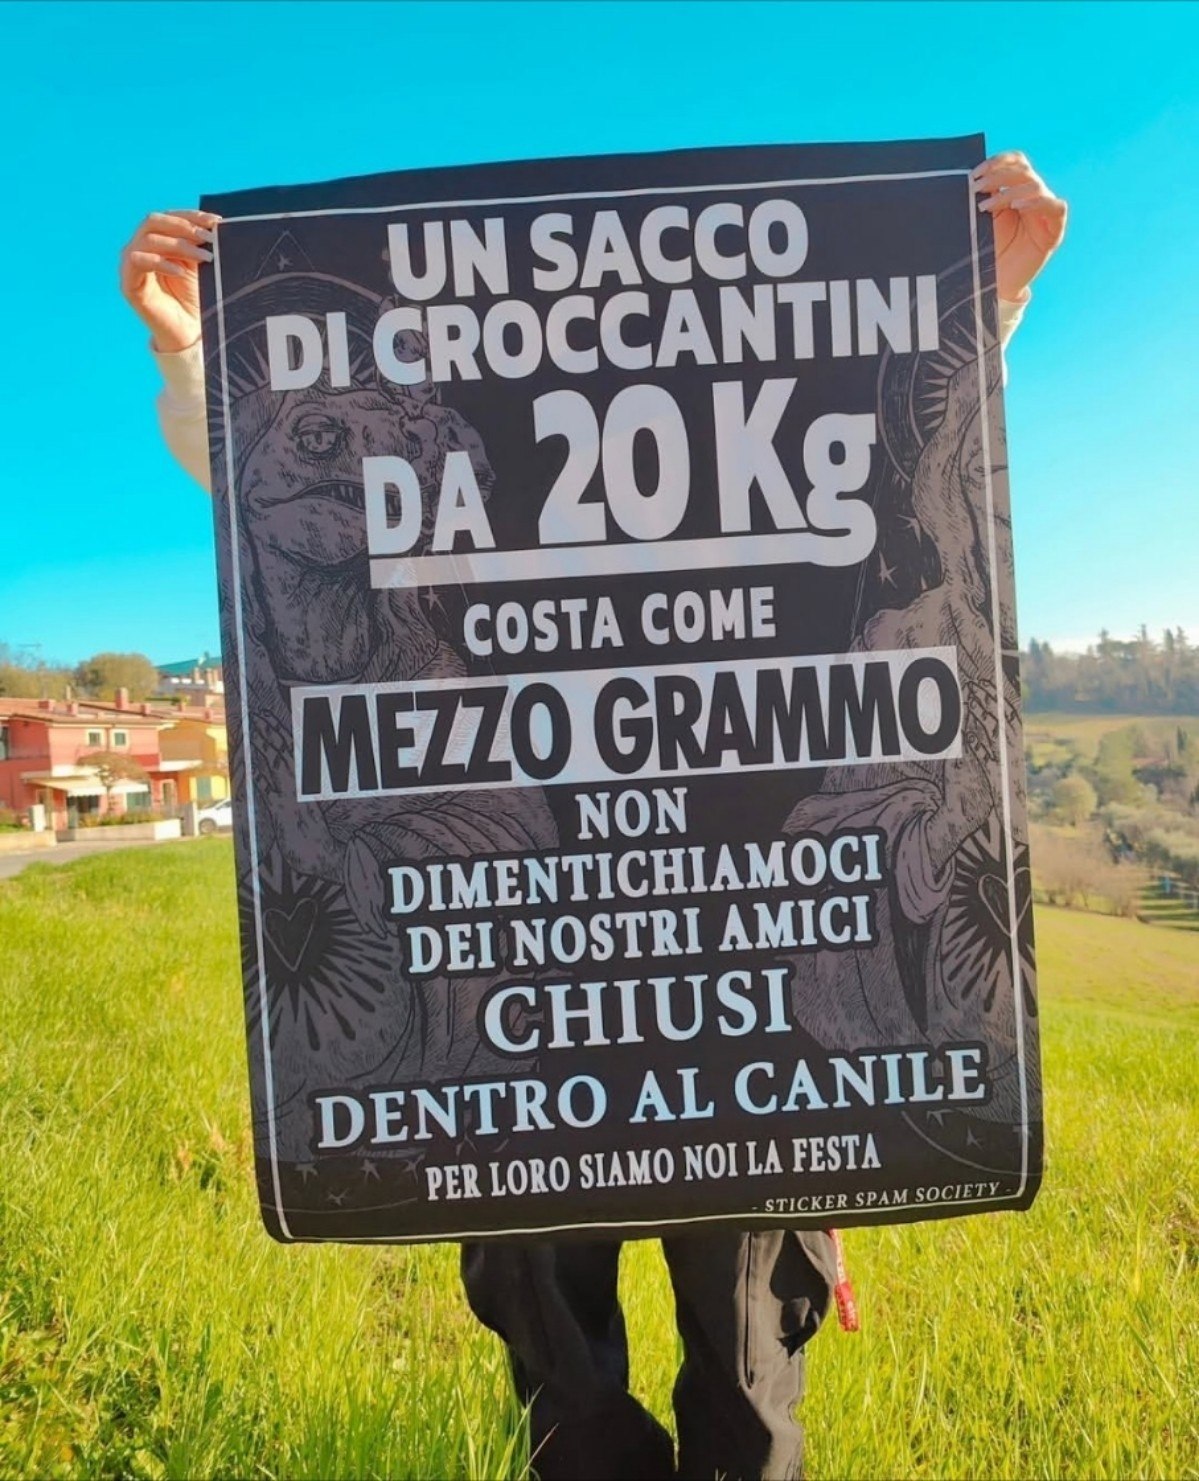 UN SACCO
DI CROCCANTINI
DA 20 Kg
COSTA COME
MEZZO GRAMMO
NON
DIMENTICHIAMOCI
DEI NOSTRI AMICI
CHIUSI
DENTRO AL CANILE
PER LORO SIAMO NOI LA FESTA
- STICKER SPAM SOCIETY -